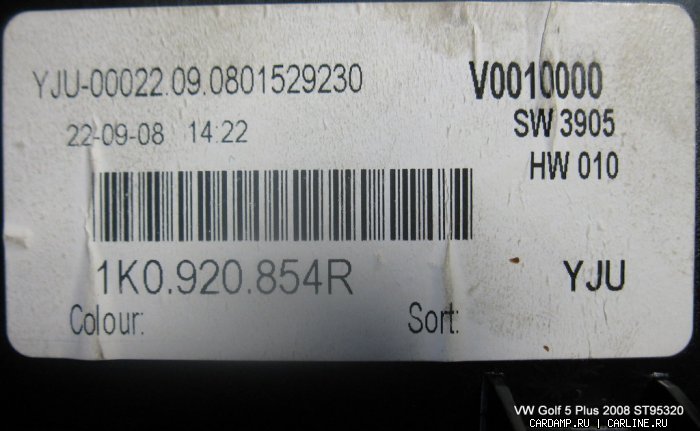 YJU-00022.09.0801529230
V0010000
22-09-08 14:22
SW 3905
HW 010
1K0.920.854R
YJU
Colour:
Sort:
VW Golf 5 Plus 2008 ST95320
CARDAMP.RU | CARLINE.RU